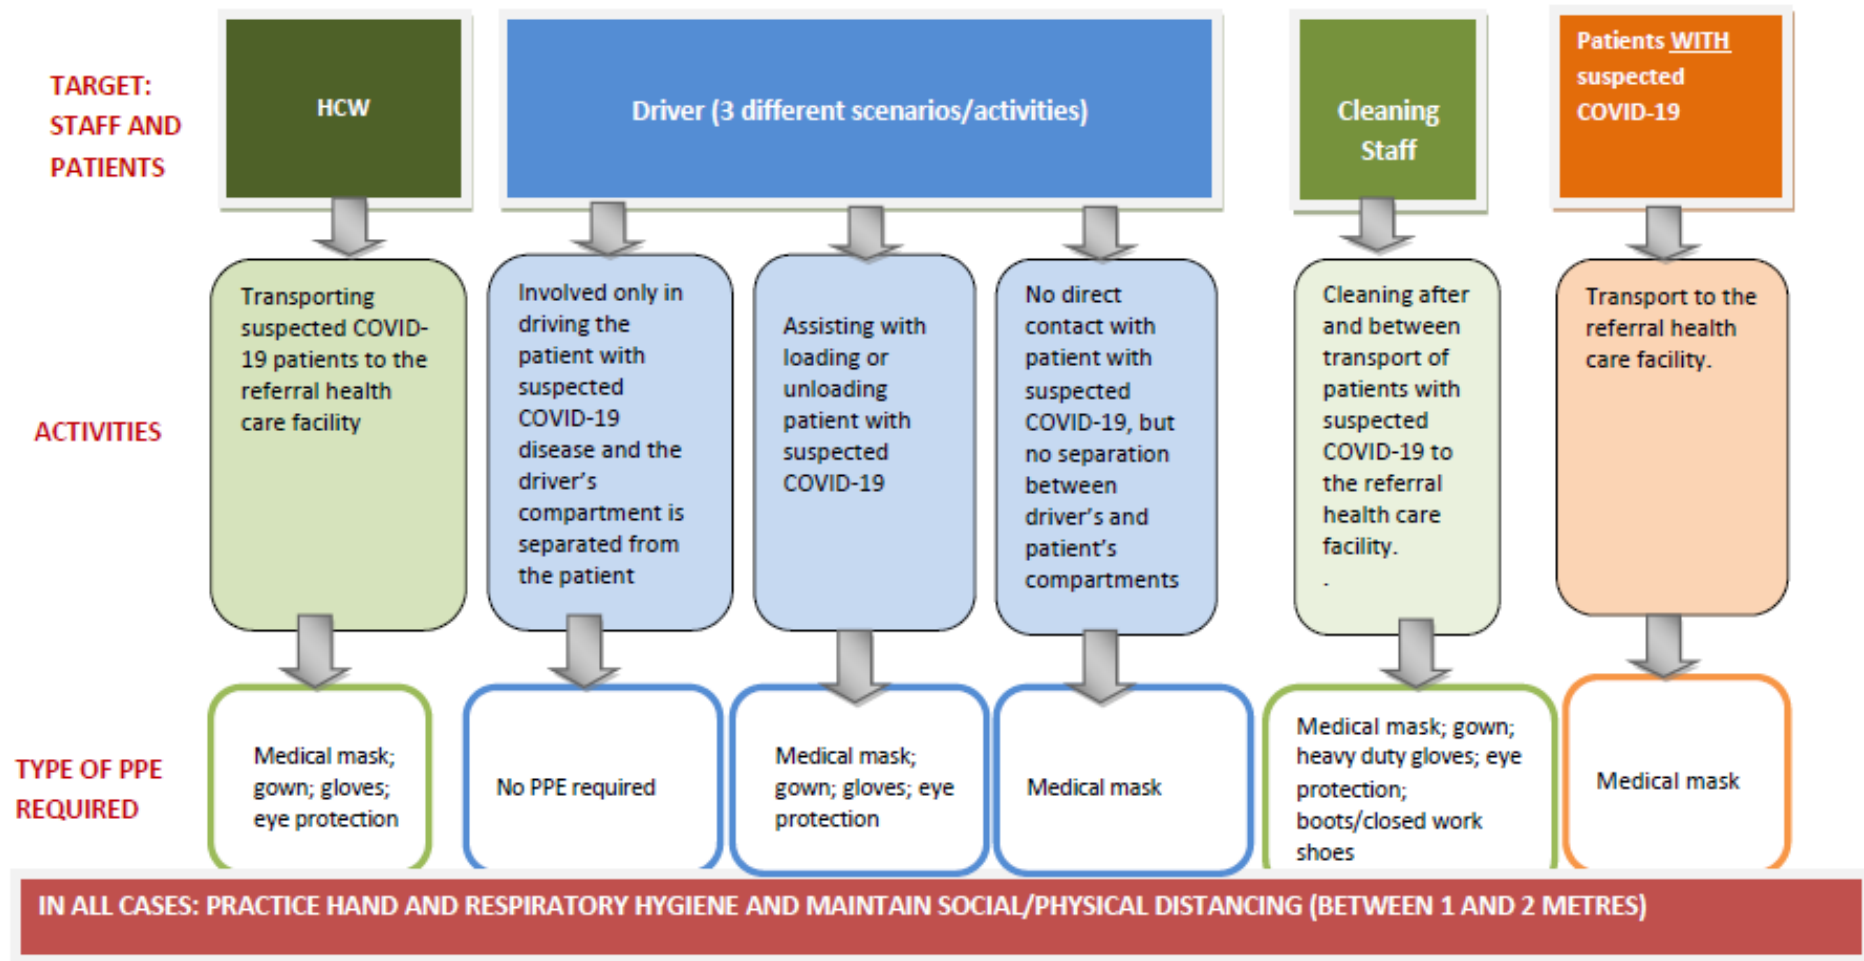 TARGET:
STAFF AND
PATIENTS
HCW
Driver (3 different scenarios/activities)
Cleaning
Staff
Patients WITH
suspected
COVID-19
ACTIVITIES
Transporting
suspected COVID-
19 patients to the
referral health
care facility
Involved only in
driving the
patient with
suspected
COVID-19
disease and the
driver's
compartment is
separated from
the patient
Assisting with
loading or
unloading
patient with
suspected
COVID-19
No direct
contact with
patient with
suspected
COVID-19, but
no separation
between
driver's and
patient's
compartments
Cleaning after
and between
transport of
patients with
suspected
COVID-19 to
the referral
health care
facility.
.
Transport to the
referral health
care facility.
TYPE OF PPE
REQUIRED
Medical mask;
gown; gloves;
eye protection
No PPE required
Medical mask;
gown; gloves; eye
protection
Medical mask
Medical mask; gown;
heavy duty gloves; eye
protection;
boots/closed work
shoes
Medical mask
IN ALL CASES: PRACTICE HAND AND RESPIRATORY HYGIENE AND MAINTAIN SOCIAL/PHYSICAL DISTANCING (BETWEEN 1 AND 2 METRES)